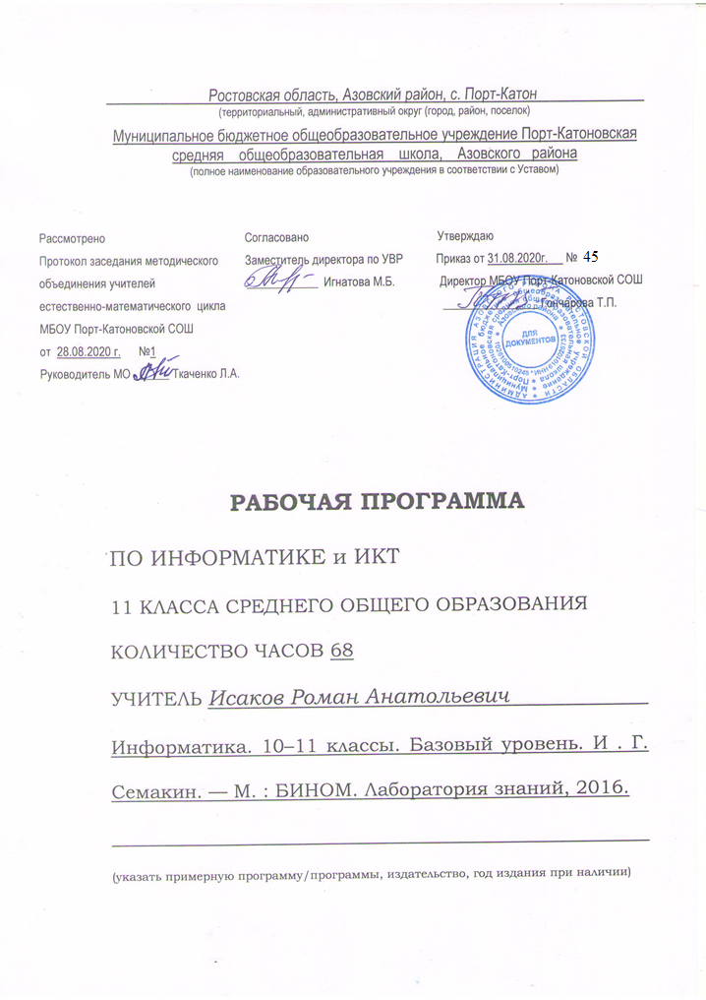 Ростовская область, Азовский район, с. Порт-Катон
(территориальный, административный округ (город, район, поселок)
Муниципальное бюджетное общеобразовательное учреждение Порт-Катоновская
средняя общеобразовательная школа, Азовского района
(полное наименование образовательного учреждения в соответствии с Уставом)
Рассмотрено
Протокол заседания методического
объединения учителей
естественно-математического цикла
МБОУ Порт-Катоновской СОШ
от 28.08.2020 г. №1
Руководитель МО Ткаченко Л.А.
Согласовано
Заместитель директора по УВР
Игнатова М.Б.
Утверждаю
Приказ от 31.08.2020г. № 45
Директор МБОУ Порт-Катоновской СОШ
Гончарова Т.П.
ДЛЯ
ДОКУМЕНТОВ
РАБОЧАЯ ПРОГРАММА
ПО ИНФОРМАТИКЕ и ИКТ
11 КЛАССА СРЕДНЕГО ОБЩЕГО ОБРАЗОВАНИЯ
КОЛИЧЕСТВО ЧАСОВ 68
УЧИТЕЛЬ Исаков Роман Анатольевич
Информатика. 10–11 классы. Базовый уровень. И . Г.
Семакин. — М. : БИНОМ. Лаборатория знаний, 2016.
(указать примерную программу/программы, издательство, год издания при наличии)